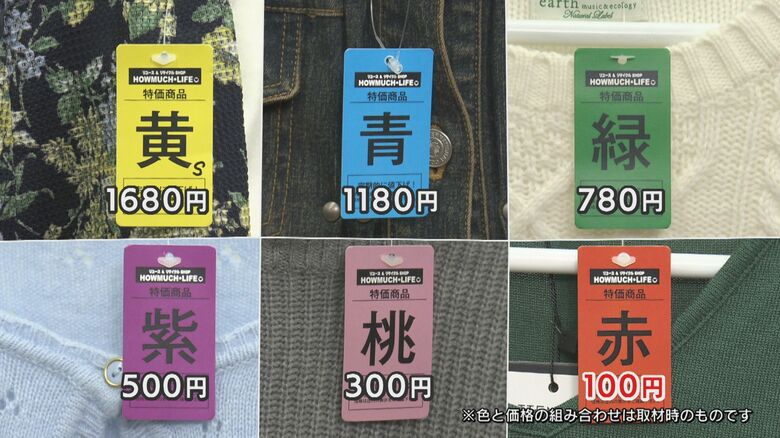 リユース & リサイクル SHOP
HOWMUCH・LIFE
特価商品
黄
S
1680円
リユース & リサイクル SHOP
HOWMUCH・LIFE
特価商品
青
1180円
earth music&ecology
Natural Label
リユース & リサイクル SHOP
HOWMUCH・LIFE
特価商品
緑
780円
リユース & リサイクル SHOP
HOWMUCH・LIFE
特価商品
紫
500円
リユース & リサイクル SHOP
HOWMUCH・LIFE
特価商品
桃
300円
リユース & リサイクル SHOP
HOWMUCH・LIFE
特価商品
赤
100円
※色と価格の組み合わせは取材時のものです